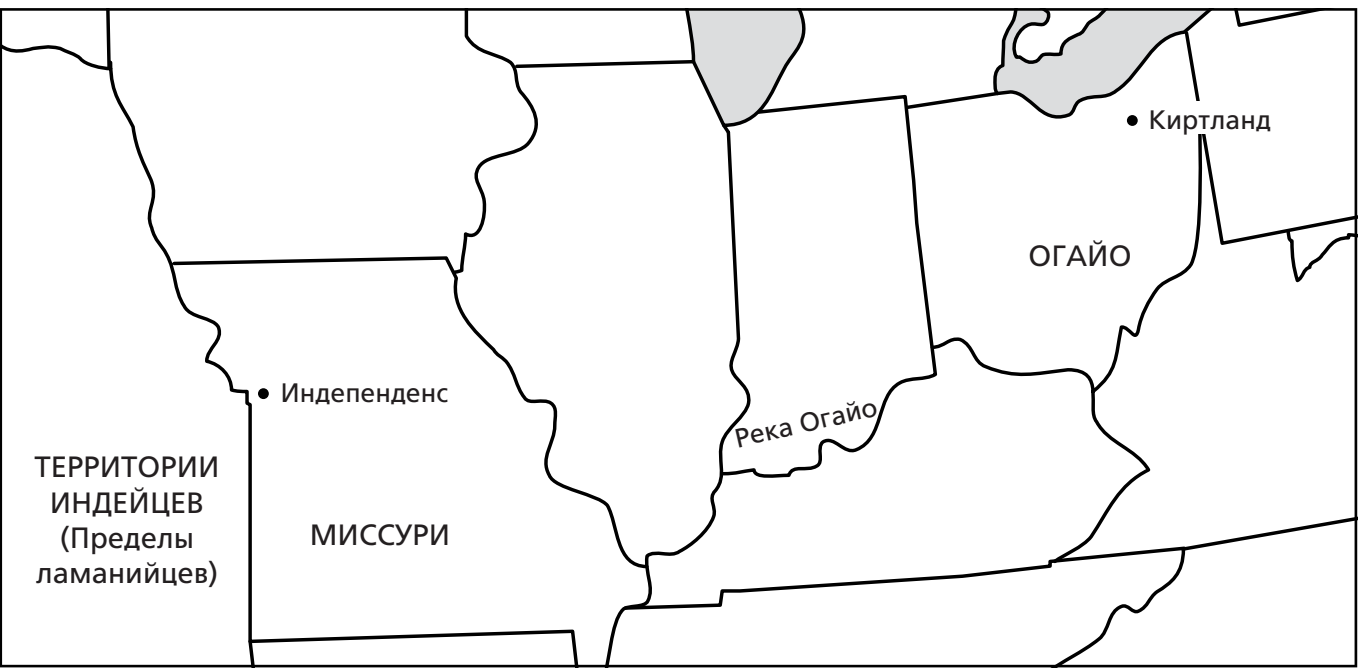 Киртланд
ОГАЙО
Индепенденс
Река Огайо
ТЕРРИТОРИИ
ИНДЕЙЦЕВ
(Пределы
ламанийцев)
МИССУРИ